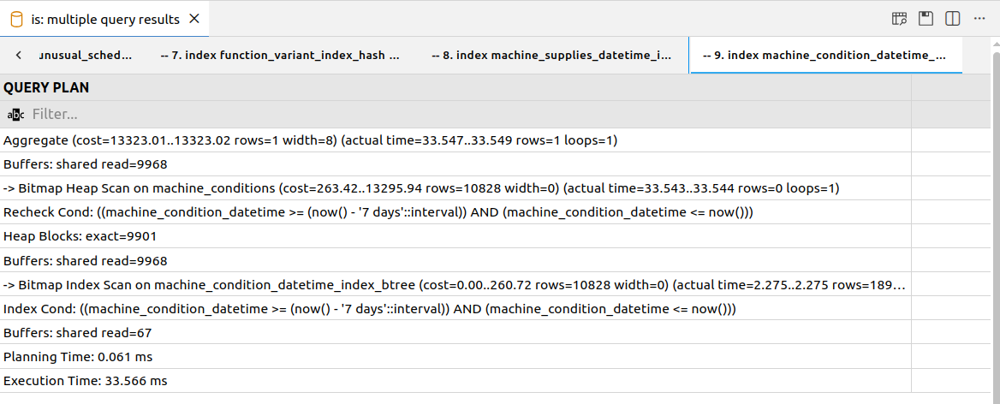 is: multiple query results
unusual_sched...
-- 7. index function_variant_index_hash ...
-- 8. index machine_supplies_datetime_i...
-- 9. index machine_condition_datetime_...
QUERY PLAN
abc Filter...
Aggregate (cost=13323.01..13323.02 rows=1 width=8) (actual time=33.547..33.549 rows=1 loops=1)
Buffers: shared read=9968
-> Bitmap Heap Scan on machine_conditions (cost=263.42..13295.94 rows=10828 width=0) (actual time=33.543..33.544 rows=0 loops=1)
Recheck Cond: ((machine_condition_datetime >= (now() - '7 days'::interval)) AND (machine_condition_datetime <= now()))
Heap Blocks: exact=9901
Buffers: shared read=9968
-> Bitmap Index Scan on machine_condition_datetime_index_btree (cost=0.00..260.72 rows=10828 width=0) (actual time=2.275..2.275 rows=189...
Index Cond: ((machine_condition_datetime >= (now() - '7 days'::interval)) AND (machine_condition_datetime <= now()))
Buffers: shared read=67
Planning Time: 0.061 ms
Execution Time: 33.566 ms